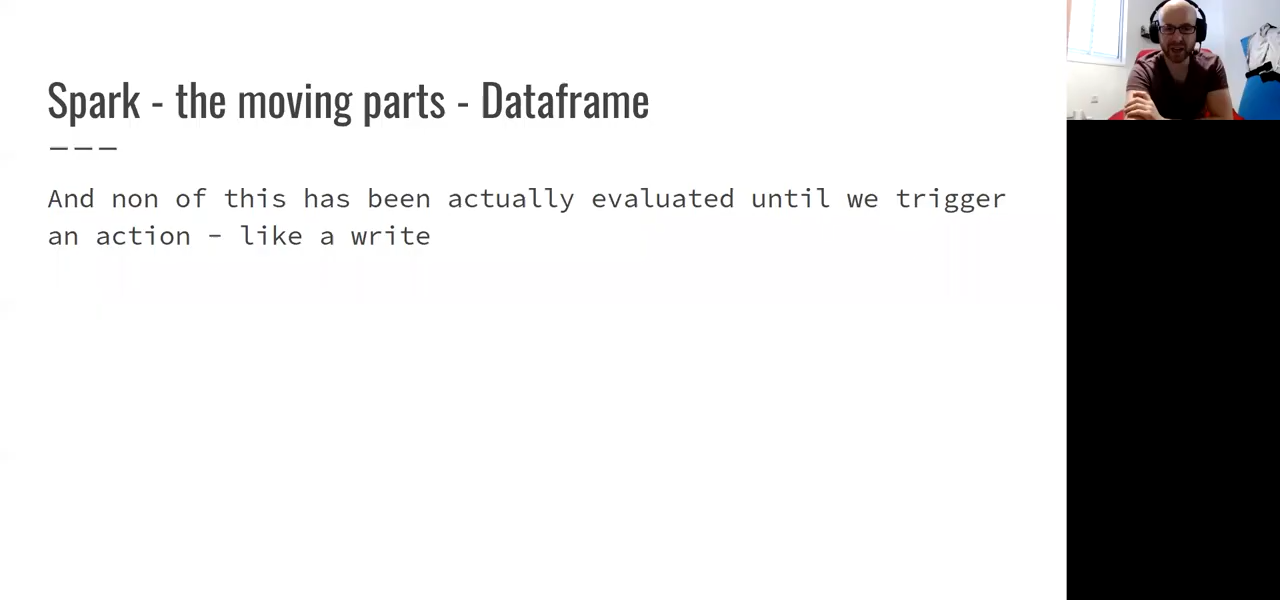 Spark - the moving parts - Dataframe
And non of this has been actually evaluated until we trigger
an action – like a write